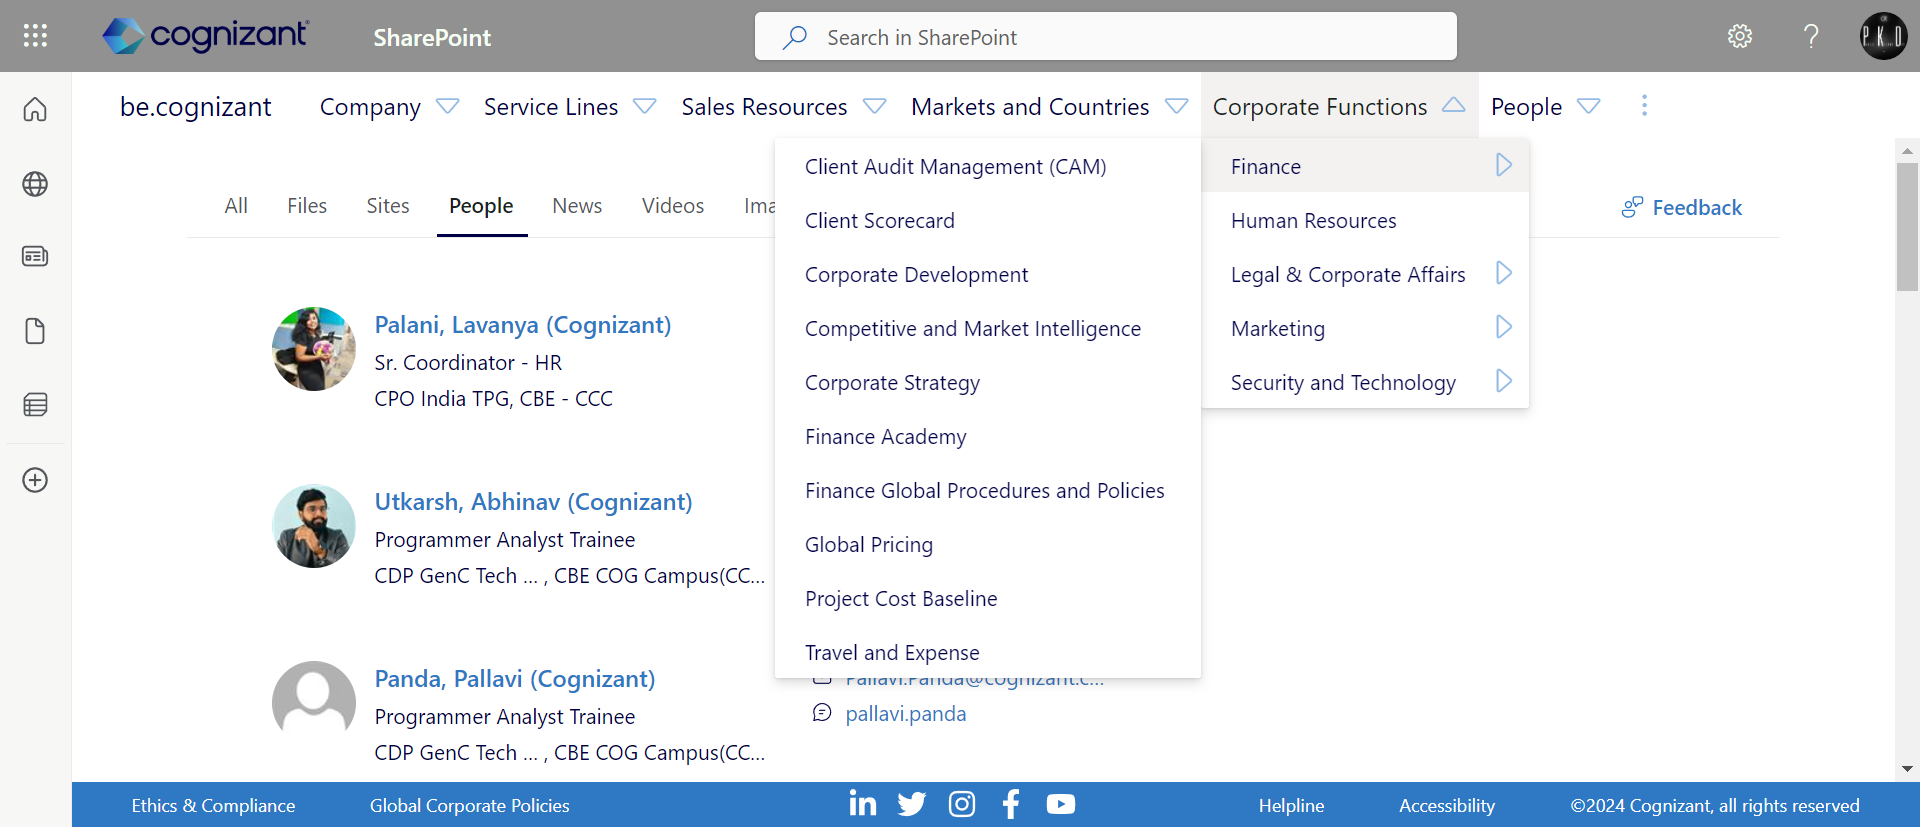 cognizant
SharePoint
Search in SharePoint
PKD
be.cognizant
Company
Service Lines
Sales Resources
Markets and Countries
Corporate Functions
People
All
Files
Sites
People
News
Videos
Ima
Feedback
Client Audit Management (CAM)
Client Scorecard
Corporate Development
Competitive and Market Intelligence
Corporate Strategy
Finance Academy
Finance Global Procedures and Policies
Global Pricing
Project Cost Baseline
Travel and Expense
Finance
Human Resources
Legal & Corporate Affairs
Marketing
Security and Technology
Palani, Lavanya (Cognizant)
Sr. Coordinator - HR
CPO India TPG, CBE - CCC
Utkarsh, Abhinav (Cognizant)
Programmer Analyst Trainee
CDP GenC Tech ... , CBE COG Campus(CC...
Panda, Pallavi (Cognizant)
Programmer Analyst Trainee
CDP GenC Tech ... , CBE COG Campus(CC...
Pallavi.Panda@cognizant.c...
pallavi.panda
Ethics & Compliance
Global Corporate Policies
Helpline
Accessibility
©2024 Cognizant, all rights reserved